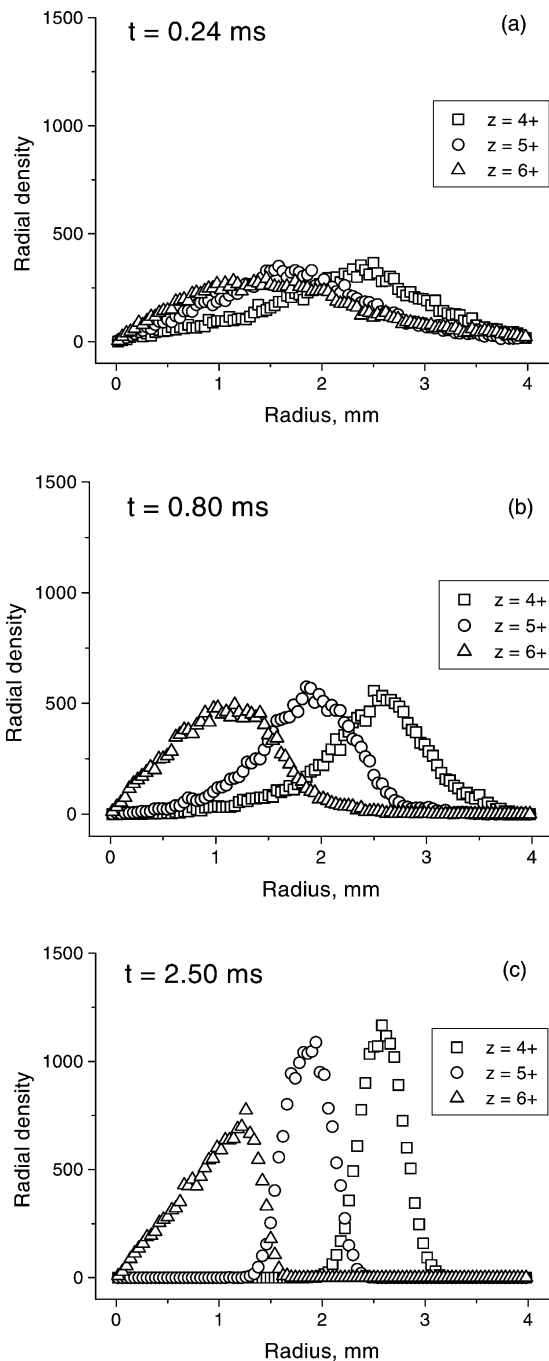 t = 0.24 ms
(a)
1500
1000
500
0
Radial density
z = 4+
z = 5+
z = 6+
0 1 2 3 4
Radius, mm
t = 0.80 ms
(b)
1500
1000
500
0
Radial density
z = 4+
z = 5+
z = 6+
0 1 2 3 4
Radius, mm
t = 2.50 ms
(c)
1500
1000
500
0
Radial density
z = 4+
z = 5+
z = 6+
0 1 2 3 4
Radius, mm